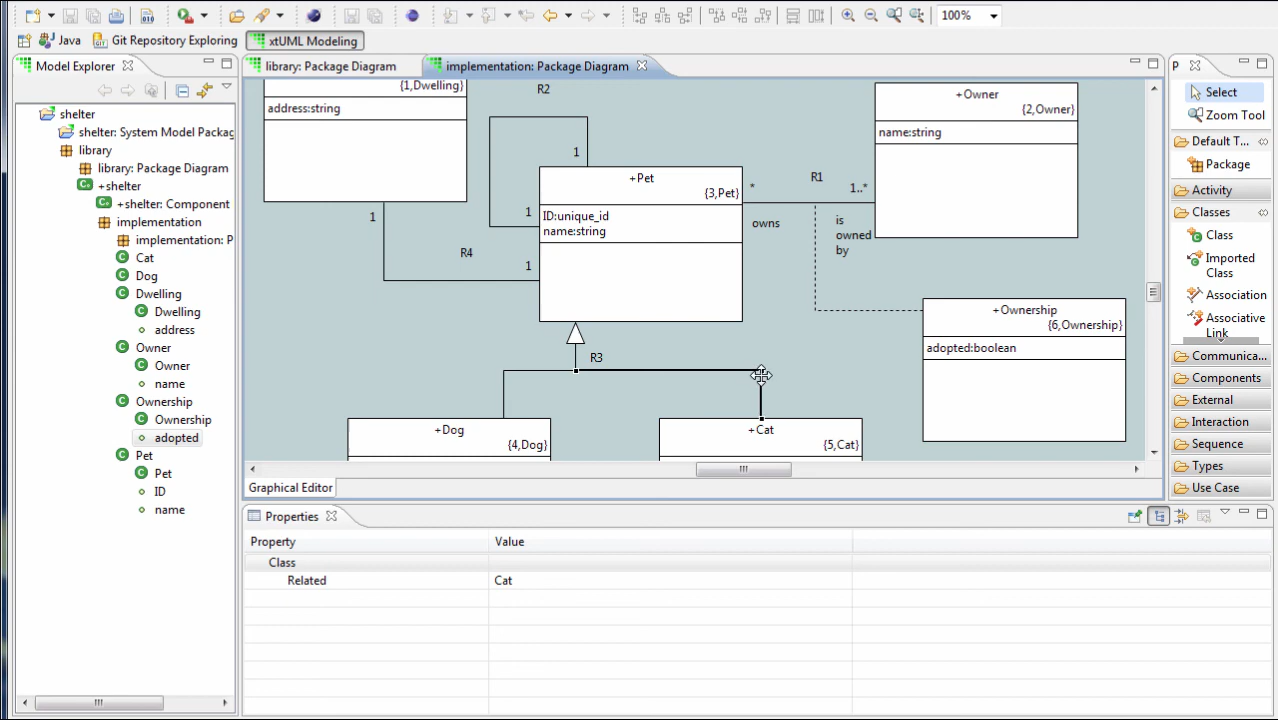 100%
Java
Git Repository Exploring
xtUML Modeling
Model Explorer
shelter
shelter: System Model Packag
library
library: Package Diagram
+shelter
+shelter: Component
implementation
implementation: P
Cat
Dog
Dwelling
Dwelling
address
Owner
Owner
name
Ownership
Ownership
adopted
Pet
Pet
ID
name
library: Package Diagram
implementation: Package Diagram
{1,Dwelling}
address:string
R2
1
1
+Pet
{3,Pet}
ID:unique_id
name:string
*
R1
1..*
owns
is
owned
by
+Owner
{2,Owner}
name:string
1
R4
1
+Ownership
{6,Ownership}
adopted:boolean
R3
+Dog
{4,Dog}
+Cat
{5,Cat}
Graphical Editor
P
Select
Zoom Tool
Default T...
Package
Activity
Classes
Class
Imported
Class
Association
Associative
Link
Communica...
Components
External
Interaction
Sequence
Types
Use Case
Properties
Property Value
Class
Related Cat